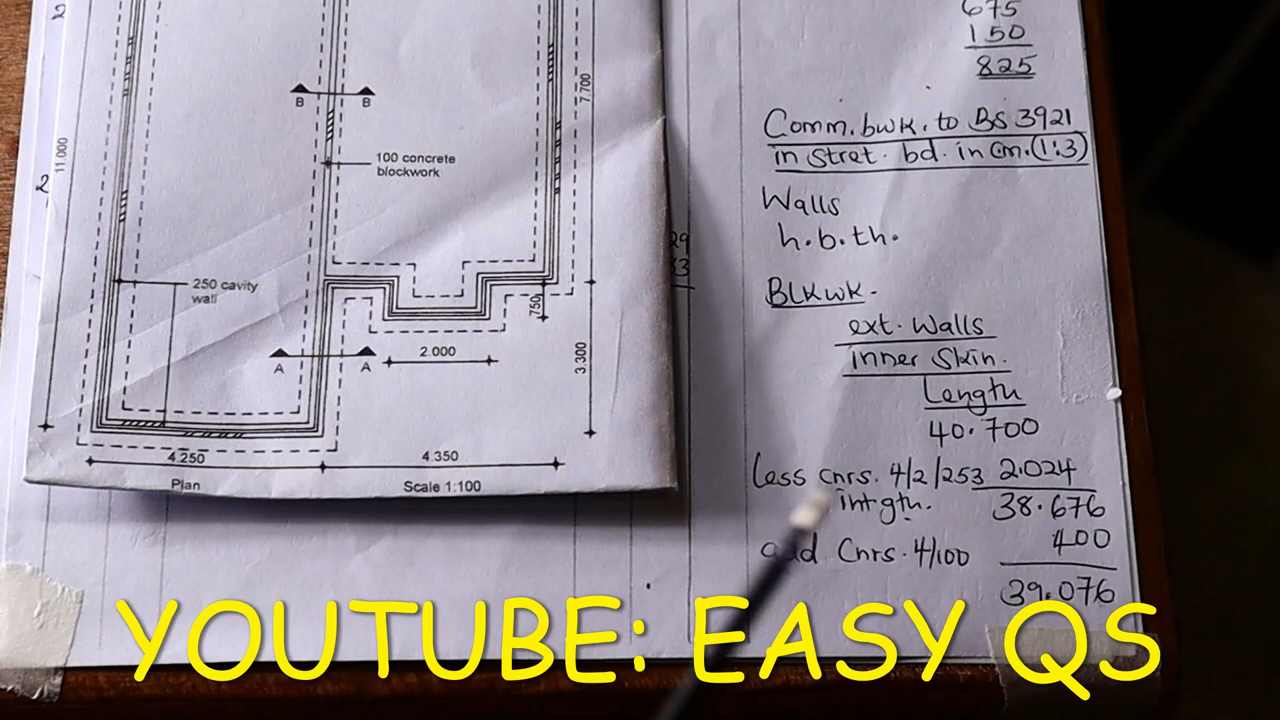 2
11.000
2
B B
100 concrete
blockwork
7.700
250 cavity
wall
750
A A
2.000
3.300
4.250
4.350
Plan
Scale 1:100
675
150
825
Comm. bwk. to BS 3921
in Stret. bd. in Cm. (1:3)
Walls
h.b.th.
BLKWK.
ext. Walls
inner Skin.
Length
40.700
Less Cnrs. 4/2/253 2.024
int gth. 38.676
400
add Cnrs. 4/100
39.076
YOUTUBE: EASY QS